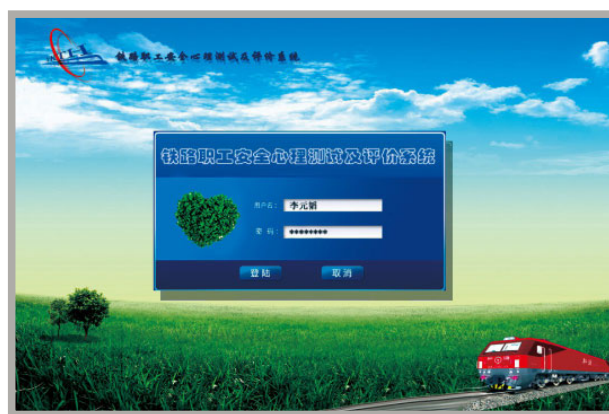 铁路职工安全心理测试及评价系统
铁路职工安全心理测试及评价系统
用户名： 李元韬
密 码： ********
登陆 取消